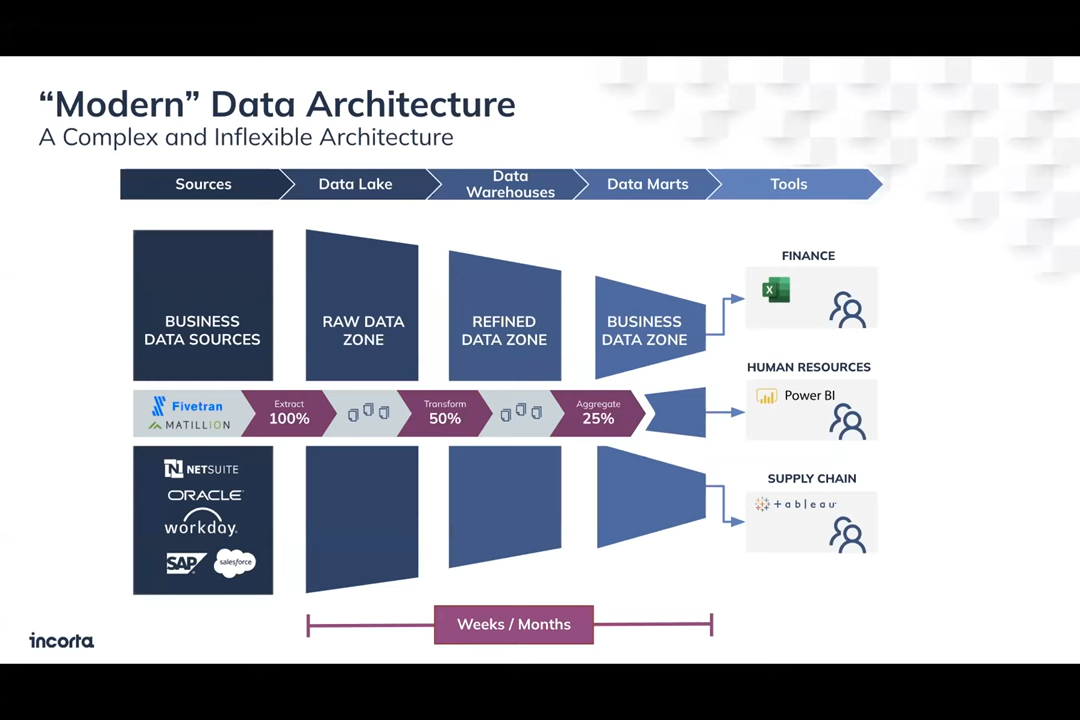 “Modern” Data Architecture
A Complex and Inflexible Architecture
Sources
Data Lake
Data
Warehouses
Data Marts
Tools
BUSINESS
DATA SOURCES
RAW DATA
ZONE
REFINED
DATA ZONE
BUSINESS
DATA ZONE
FINANCE
X
HUMAN RESOURCES
Power BI
Fivetran
MATILLION
Extract
100%
Transform
50%
Aggregate
25%
N NETSUITE
ORACLE
workday.
SAP
salesforce
SUPPLY CHAIN
+ableau
Weeks / Months
incorta